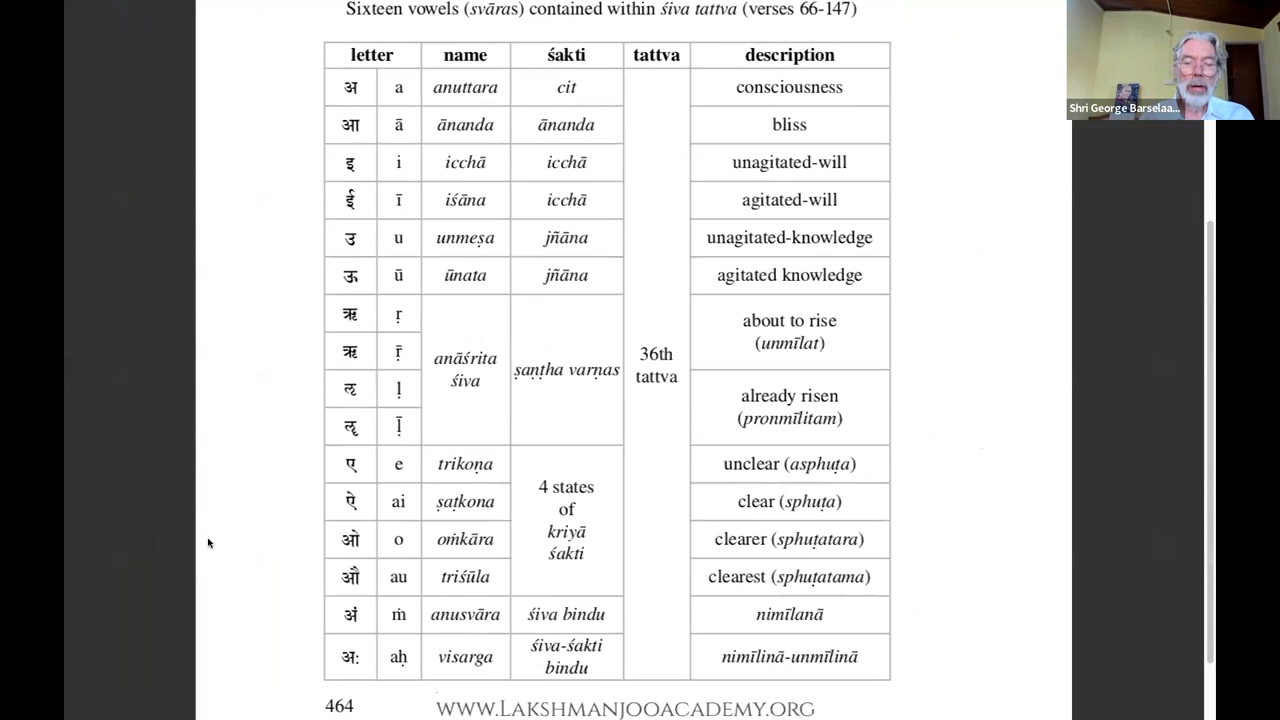 Sixteen vowels (svāras) contained within śiva tattva (verses 66-147)
letter name śakti tattva description
अ a anuttara cit consciousness
आ ā ānanda ānanda bliss
इ i icchā icchā unagitated-will
ई ī iśāna icchā agitated-will
उ u unmeṣa jñāna unagitated-knowledge
ऊ ū ūnata jñāna agitated knowledge
ऋ ṛ
about to rise
(unmīlat)
ऋ ṝ
anāśrita
śiva
ṣaṇṭha varṇas
36th
tattva
ऌ ḷ
already risen
(pronmīlitam)
ॡ ḹ
ए e trikoṇa unclear (asphuṭa)
4 states
of
kriyā
śakti
ऐ ai ṣaṭkona clear (sphuṭa)
ओ o oṁkāra clearer (sphuṭatara)
औ au triśūla clearest (sphuṭatama)
अं ṁ anusvāra śiva bindu nimīlanā
अः aḥ visarga śiva-śakti
bindu
nimīlinā-unmīlinā
464 WWW.LAKSHMANJOOACADEMY.ORG
Shri George Barselaa...